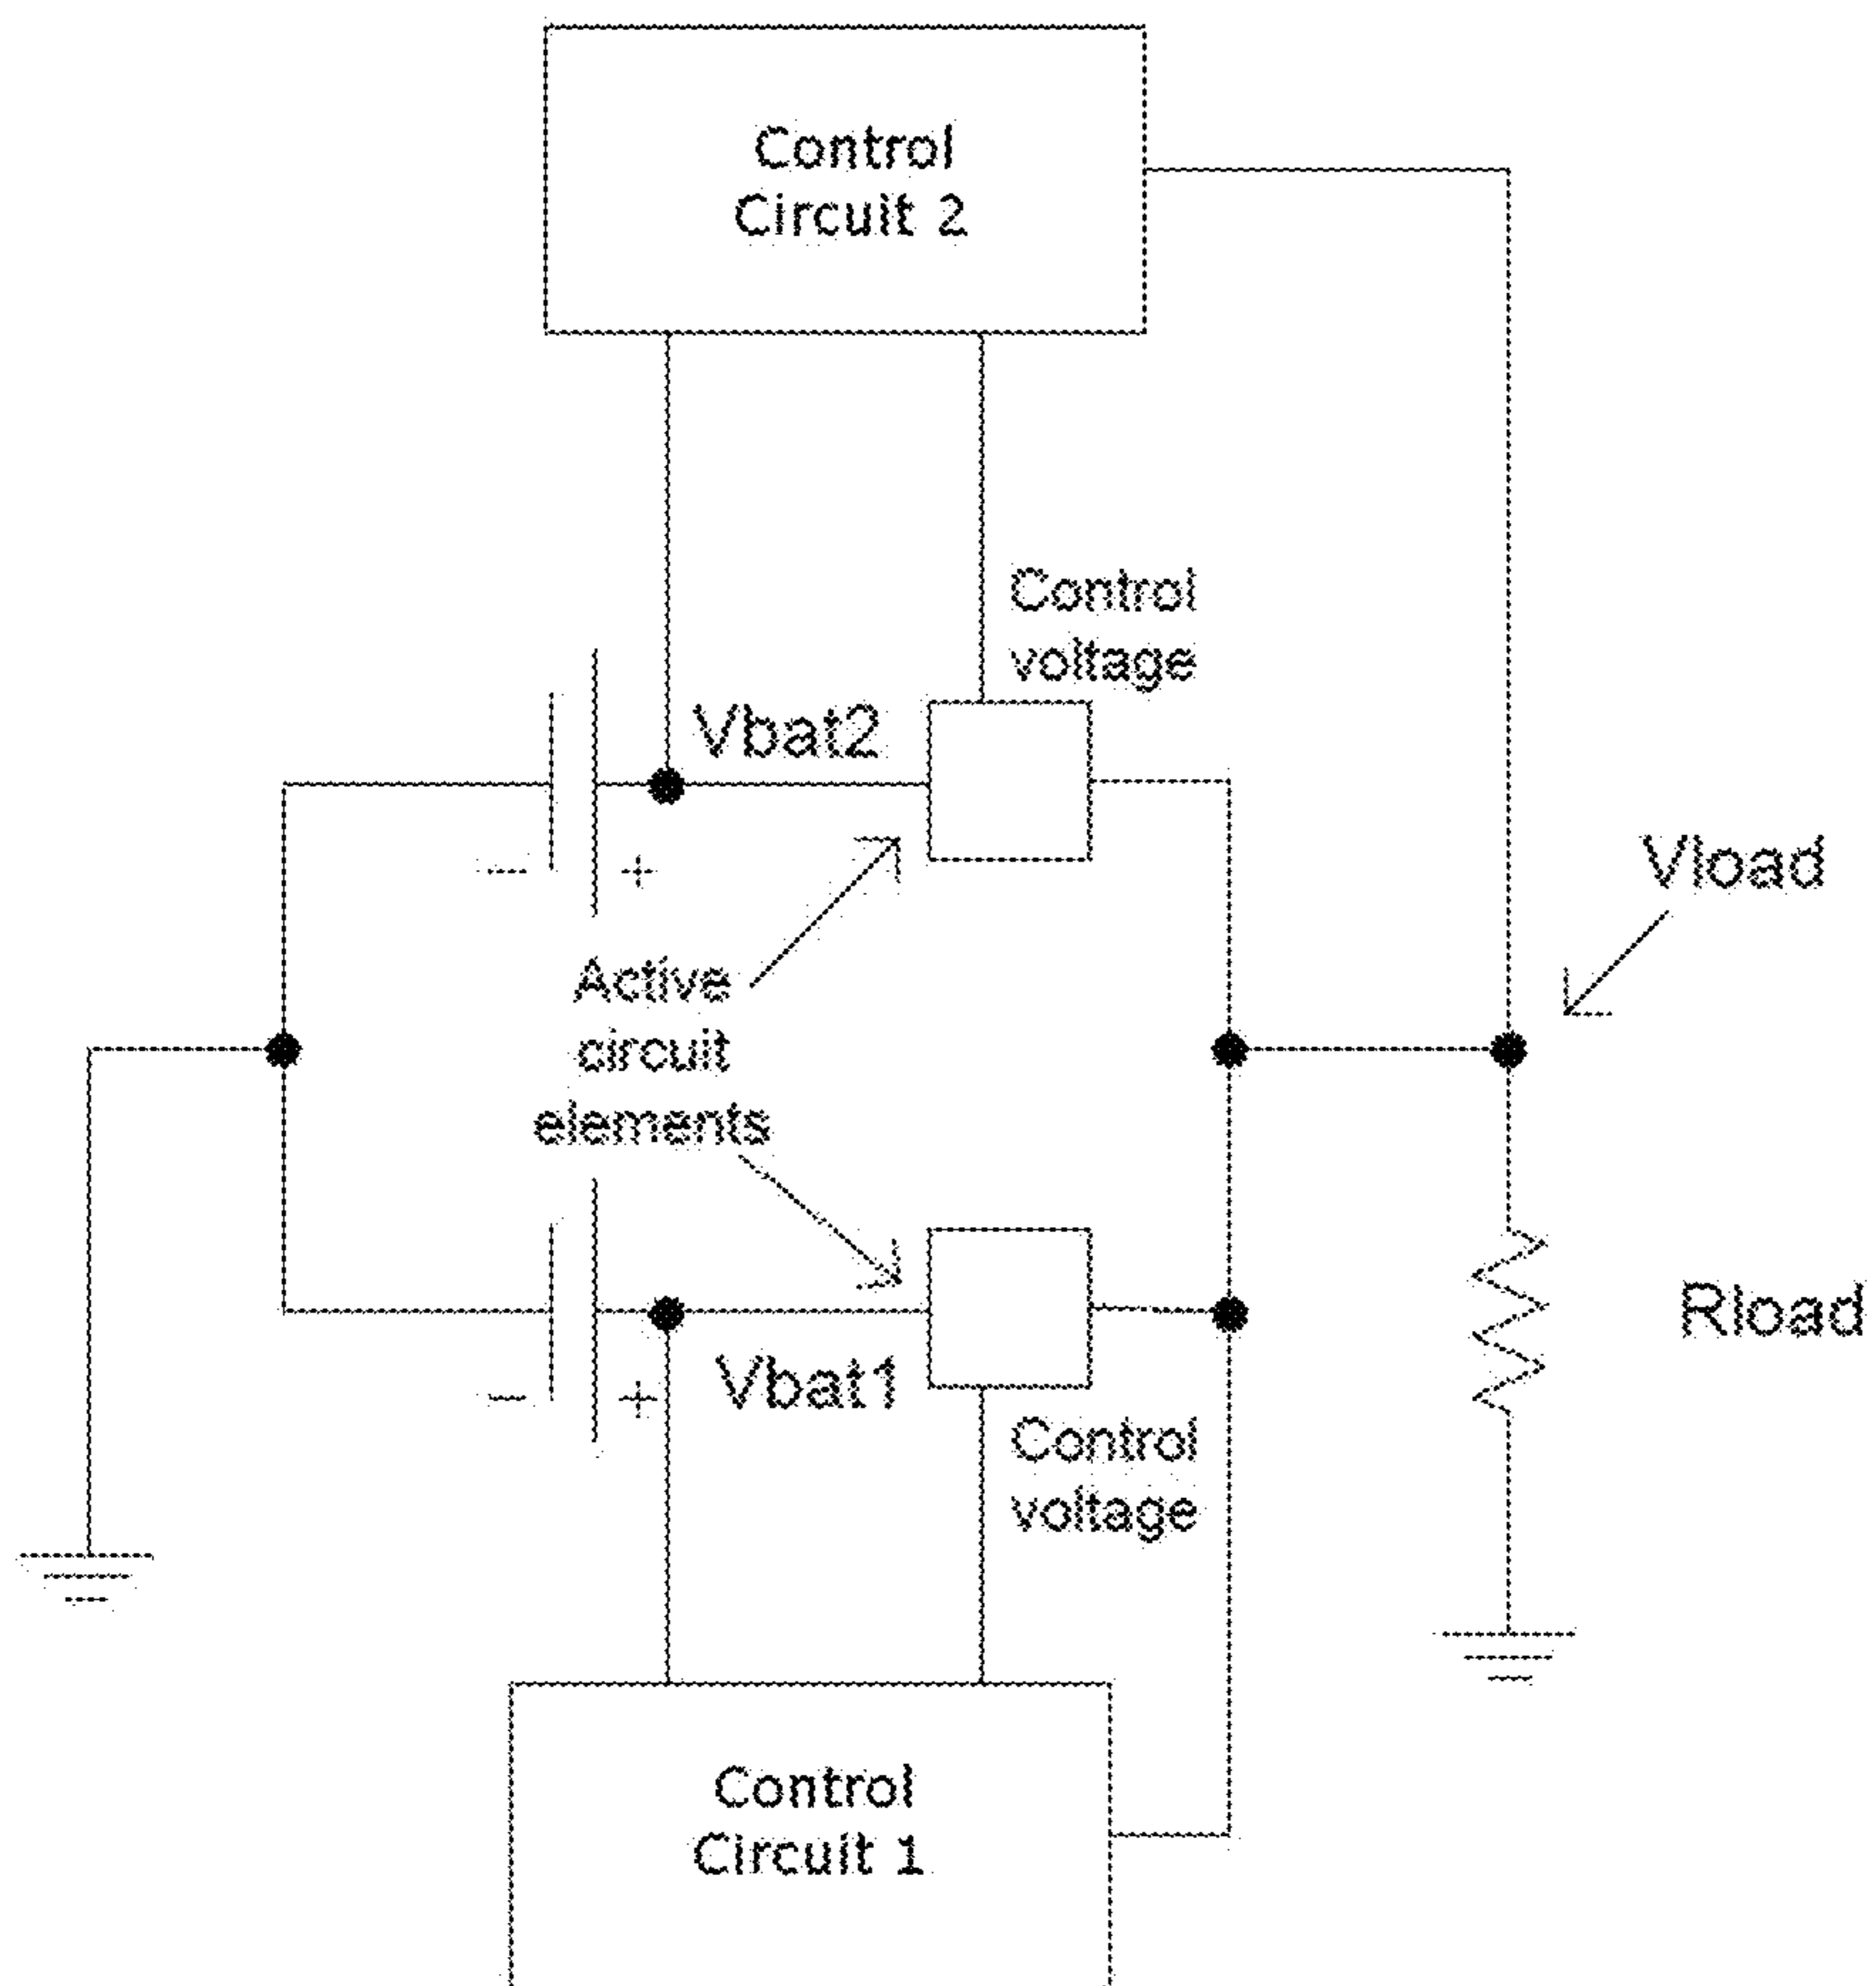 Control
Circuit 2
Control
voltage
Vbat2
Vload
Active
circuit
elements
Rload
Vbat1
Control
voltage
Control
Circuit 1